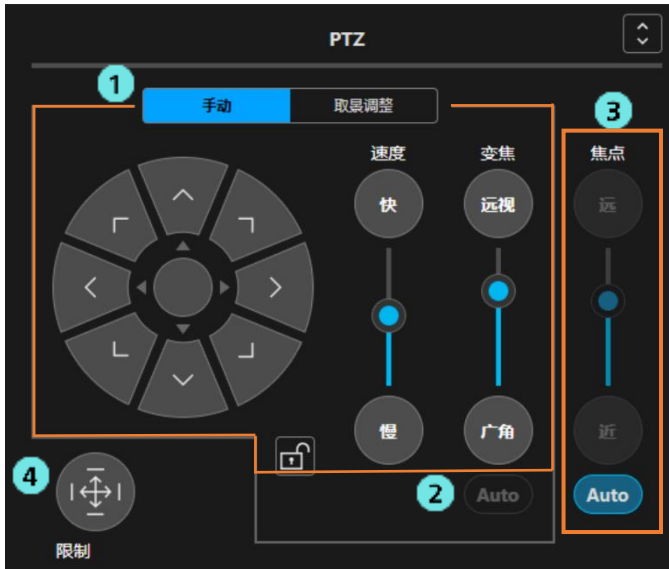 PTZ
1
手动 取景调整
3
速度 变焦 焦点
快 远视 远
慢 广角 近
4
2 Auto Auto
限制